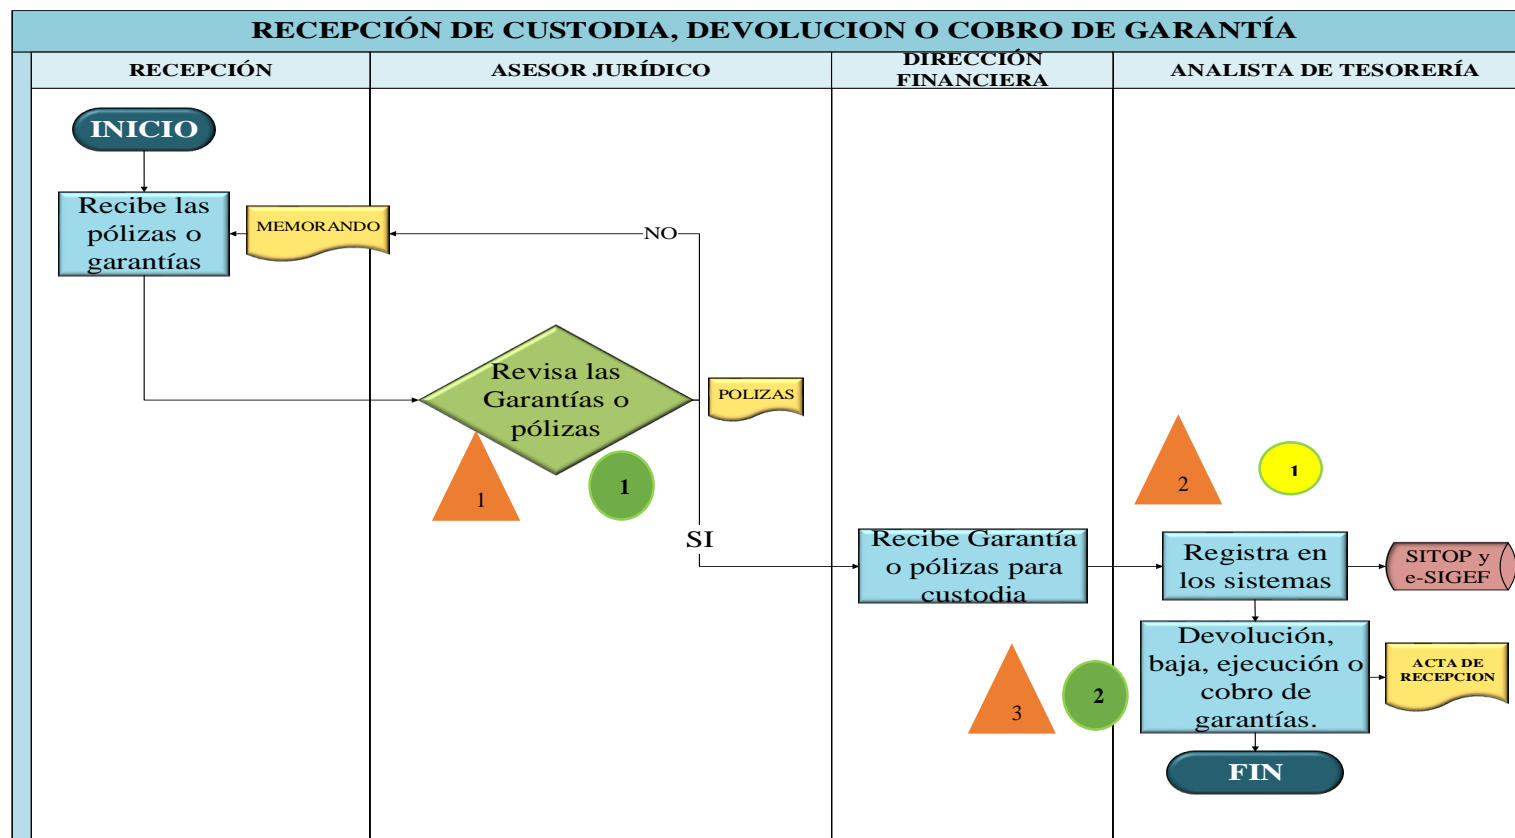 RECEPCIÓN DE CUSTODIA, DEVOLUCION O COBRO DE GARANTÍA
RECEPCIÓN
ASESOR JURÍDICO
DIRECCIÓN
FINANCIERA
ANALISTA DE TESORERÍA
INICIO
Recibe las
pólizas o
garantías
MEMORANDO
NO
Revisa las
Garantías o
pólizas
POLIZAS
1
1
SI
2
1
Recibe Garantía
o pólizas para
custodia
Registra en
los sistemas
SITOP y
e-SIGEF
3
2
Devolución,
baja, ejecución o
cobro de
garantías.
ACTA DE
RECEPCION
FIN